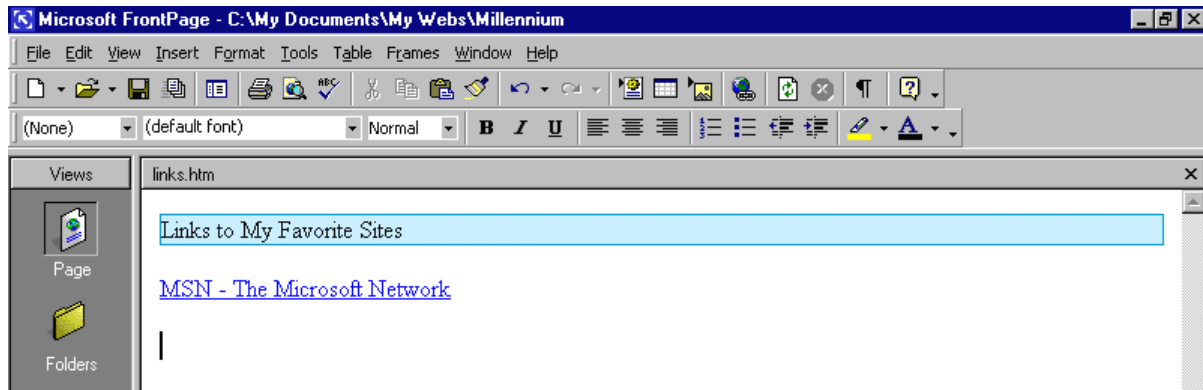 Microsoft FrontPage - C:\My Documents\My Webs\Millennium
File Edit View Insert Format Tools Table Frames Window Help
ABC
(None) (default font) Normal B I U A
Views links.htm
Links to My Favorite Sites
Page
MSN - The Microsoft Network
Folders